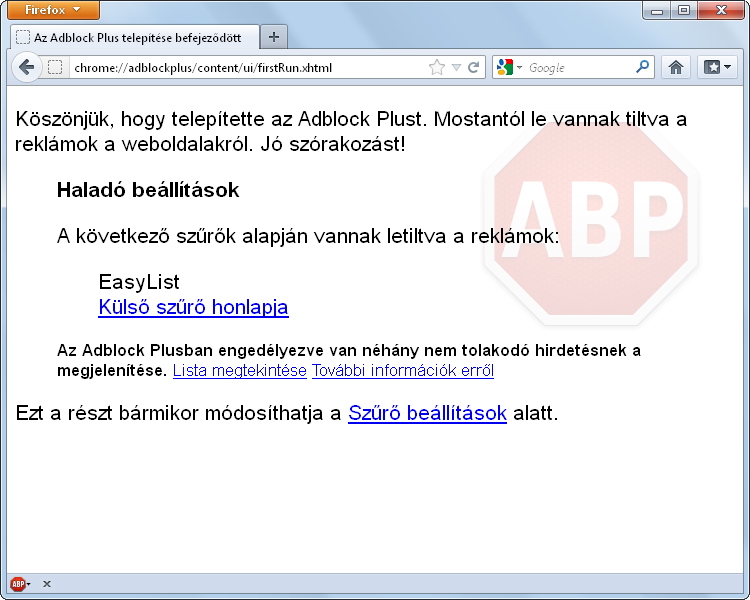 Firefox
Az Adblock Plus telepítése befejeződött
chrome://adblockplus/content/ui/firstRun.xhtml
Google
Köszönjük, hogy telepítette az Adblock Plust. Mostantól le vannak tiltva a
reklámok a weboldalakról. Jó szórakozást!
ABP
Haladó beállítások
A következő szűrők alapján vannak letiltva a reklámok:
EasyList
Külső szűrő honlapja
Az Adblock Plusban engedélyezve van néhány nem tolakodó hirdetésnek a
megjelenítése. Lista megtekintése További információk erről
Ezt a részt bármikor módosíthatja a Szűrő beállítások alatt.
ABP